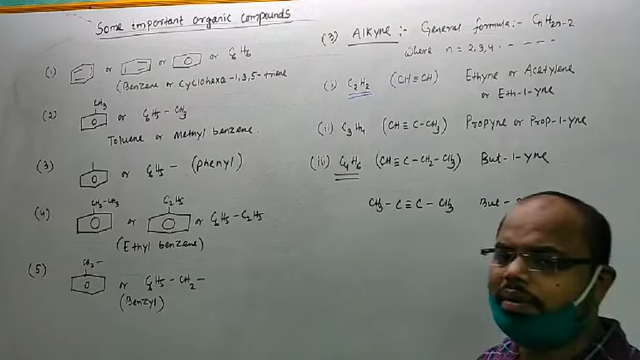 Some important organic compounds
(1) or or or C6H6
(Benzene or cyclohexa-1,3,5-triene
(2) CH3 or C6H5 - CH3
Toluene or Methyl benzene.
(3) or C6H5 - (phenyl)
(4) CH2-CH3 or C2H5 or C6H5-C2H5
(Ethyl benzene)
(5) CH2 - or C6H5 - CH2 -
(Benzyl)
(3) Alkyne :- General formula:- CnH2n-2
where n = 2,3,4 - - - - - -
(i) C2H2 (CH≡CH) Ethyne or Acetylene
or Eth-1-yne
(ii) C3H4 (CH≡C-CH3) Propyne or Prop-1-yne
(iii) C4H6 (CH≡C-CH2-CH3) But-1-yne
CH3-C≡C-CH3 But-